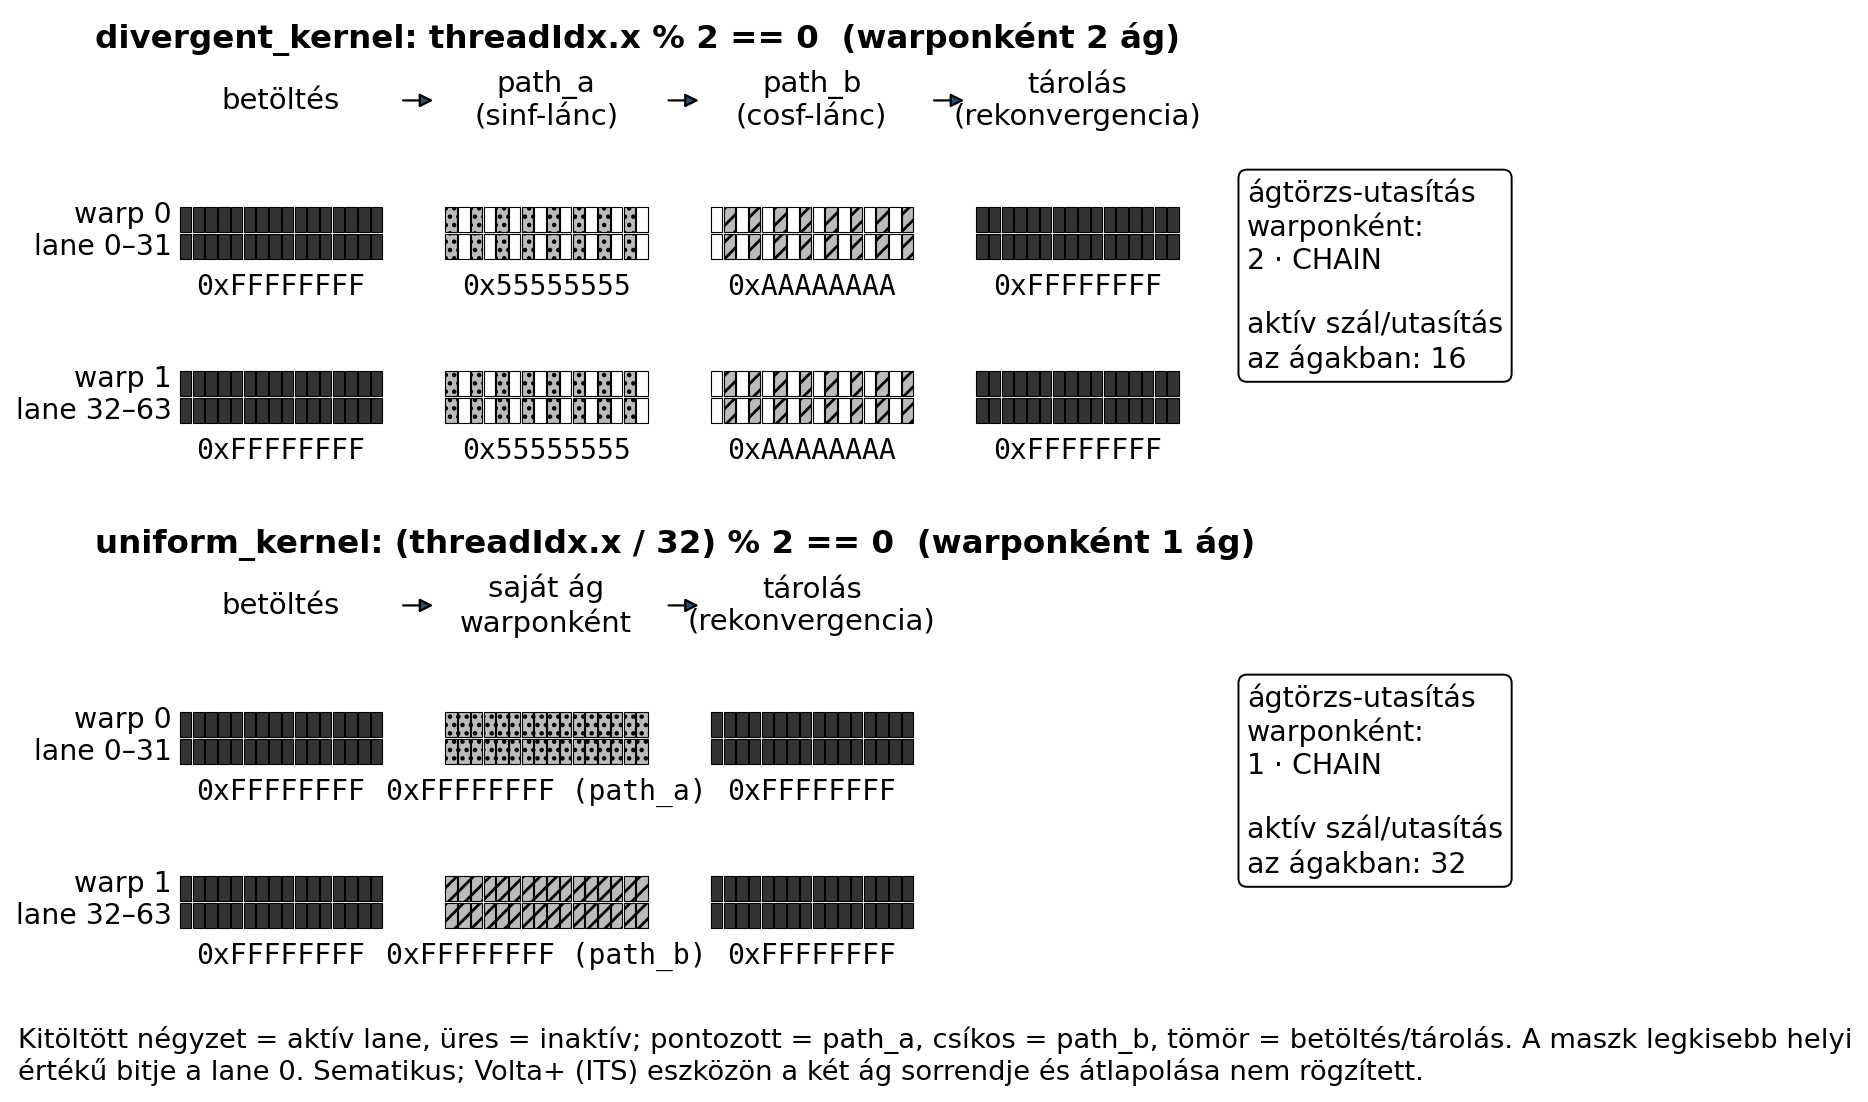 divergent_kernel: threadIdx.x % 2 == 0  (warponként 2 ág)
betöltés
path_a
(sinf-lánc)
path_b
(cosf-lánc)
tárolás
(rekonvergencia)
warp 0
lane 0–31
0xFFFFFFFF
0x55555555
0xAAAAAAAA
0xFFFFFFFF
warp 1
lane 32–63
0xFFFFFFFF
0x55555555
0xAAAAAAAA
0xFFFFFFFF
ágtörzs-utasítás
warponként:
2 · CHAIN
aktív szál/utasítás
az ágakban: 16
uniform_kernel: (threadIdx.x / 32) % 2 == 0  (warponként 1 ág)
betöltés
saját ág
warponként
tárolás
(rekonvergencia)
warp 0
lane 0–31
0xFFFFFFFF
0xFFFFFFFF (path_a)
0xFFFFFFFF
warp 1
lane 32–63
0xFFFFFFFF
0xFFFFFFFF (path_b)
0xFFFFFFFF
ágtörzs-utasítás
warponként:
1 · CHAIN
aktív szál/utasítás
az ágakban: 32
Kitöltött négyzet = aktív lane, üres = inaktív; pontozott = path_a, csíkos = path_b, tömör = betöltés/tárolás. A maszk legkisebb helyi
értékű bitje a lane 0. Sematikus; Volta+ (ITS) eszközön a két ág sorrendje és átlapolása nem rögzített.